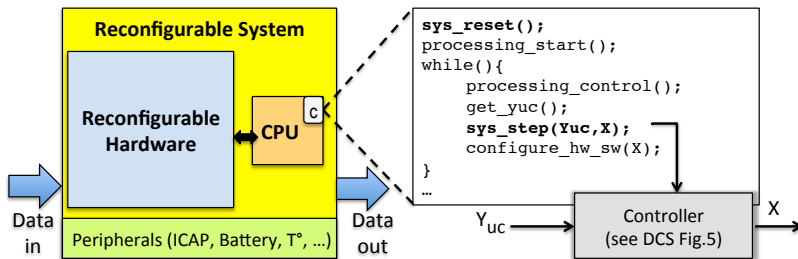 Reconfigurable System
Reconfigurable
Hardware
CPU
c
Data
in
Data
out
Peripherals (ICAP, Battery, T°, ...)
sys_reset();
processing_start();
while(){
processing_control();
get_yuc();
sys_step(Yuc,X);
configure_hw_sw(X);
}
…
Yuc
Controller
(see DCS Fig.5)
X